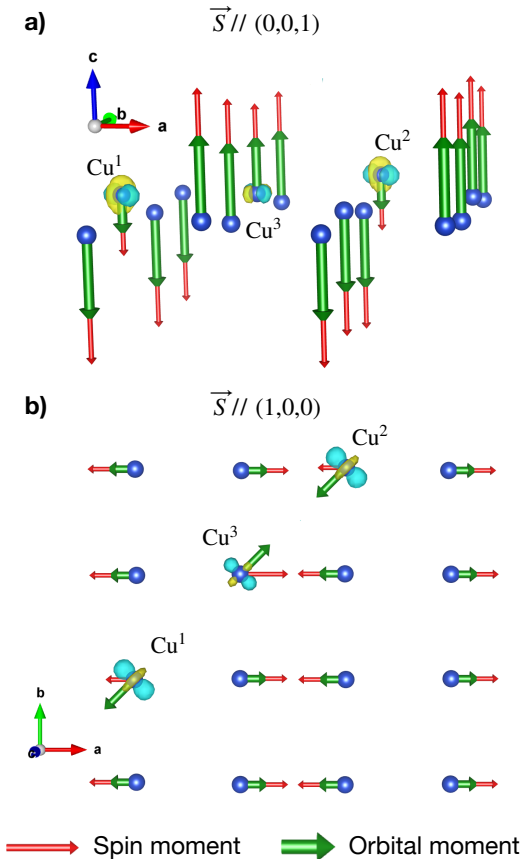 a)
S // (0,0,1)
c
b
a
Cu¹
Cu²
Cu³
b)
S // (1,0,0)
Cu²
Cu³
Cu¹
b
a
c
Spin moment
Orbital moment